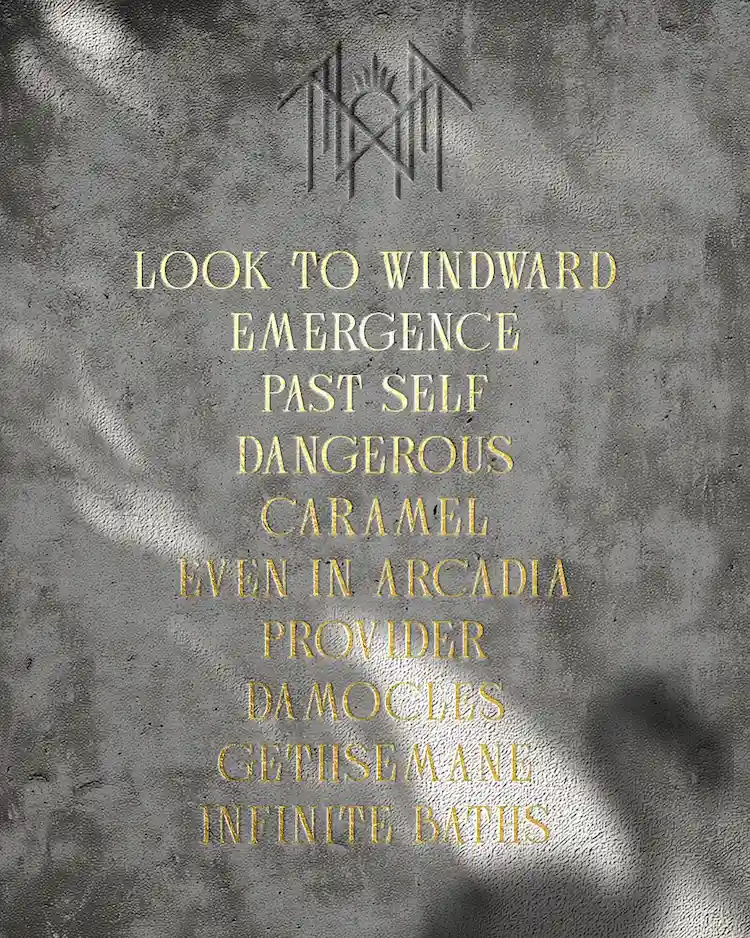 LOOK TO WINDWARD
EMERGENCE
PAST SELF
DANGEROUS
CARAMEL
EVEN IN ARCADIA
PROVIDER
DAMOCLES
GETHSEMANE
INFINITE BATHS